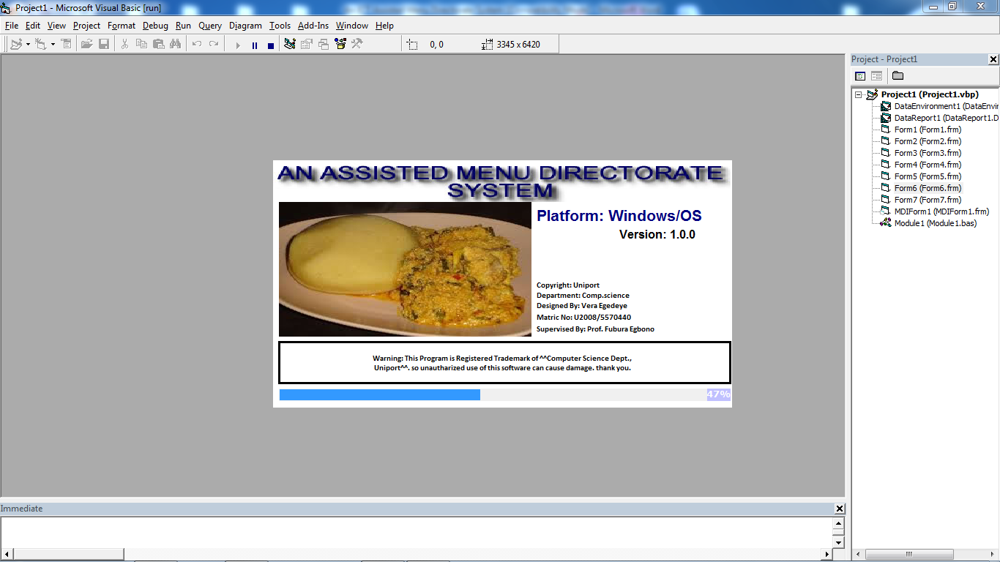 Project1 - Microsoft Visual Basic [run]
File Edit View Project Format Debug Run Query Diagram Tools Add-Ins Window Help
0, 0 3345 x 6420
Project - Project1
Project1 (Project1.vbp)
DataEnvironment1 (DataEnvir
DataReport1 (DataReport1.D
Form1 (Form1.frm)
Form2 (Form2.frm)
Form3 (Form3.frm)
Form4 (Form4.frm)
Form5 (Form5.frm)
Form6 (Form6.frm)
Form7 (Form7.frm)
MDIForm1 (MDIForm1.frm)
Module1 (Module1.bas)
AN ASSISTED MENU DIRECTORATE
SYSTEM
Platform: Windows/OS
Version: 1.0.0
Copyright: Uniport
Department: Comp.science
Designed By: Vera Egedeye
Matric No: U2008/5570440
Supervised By: Prof. Fubura Egbono
Warning: This Program is Registered Trademark of ^^Computer Science Dept.,
Uniport^^. so unautharized use of this software can cause damage. thank you.
47%
Immediate